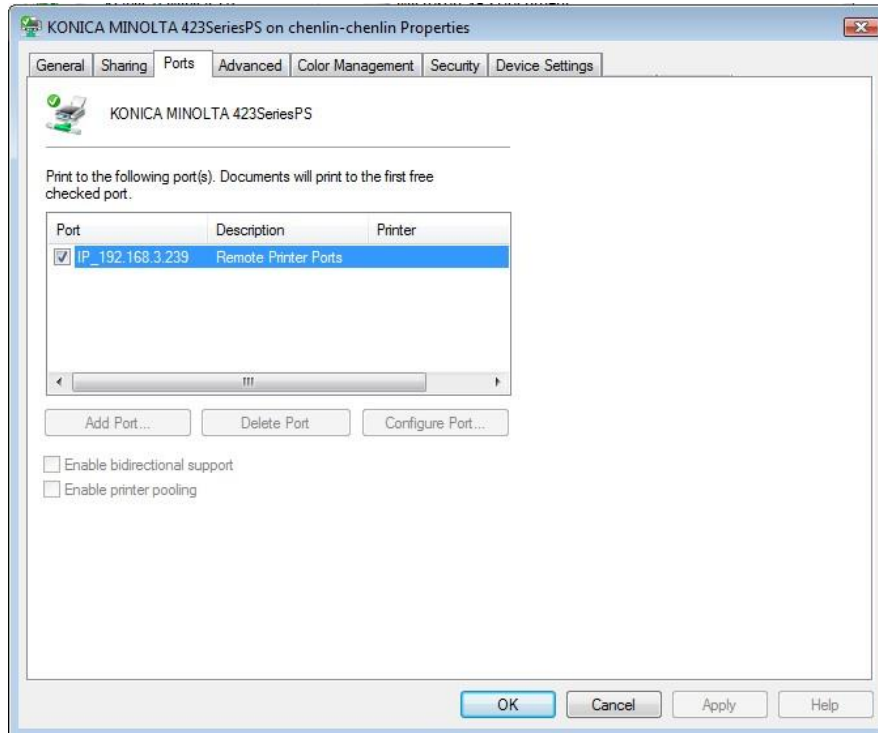 KONICA MINOLTA 423SeriesPS on chenlin-chenlin Properties
General Sharing Ports Advanced Color Management Security Device Settings
KONICA MINOLTA 423SeriesPS
Print to the following port(s). Documents will print to the first free
checked port.
Port Description Printer
IP_192.168.3.239 Remote Printer Ports
Add Port... Delete Port Configure Port...
Enable bidirectional support
Enable printer pooling
OK Cancel Apply Help